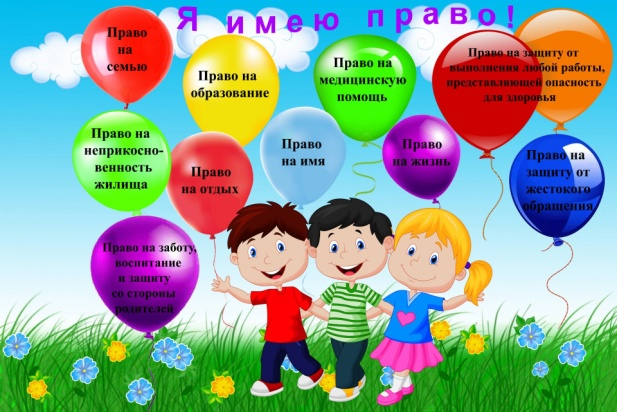 Я имею право!
Право
на
семью
Право на
образование
Право на
медицинскую
помощь
Право на защиту от
выполнения любой работы,
представляющей опасность
для здоровья
Право на
неприкосно-
венность
жилища
Право
на отдых
Право
на имя
Право
на жизнь
Право на
защиту от
жестокого
обращения
Право на заботу,
воспитание
и защиту
со стороны
родителей